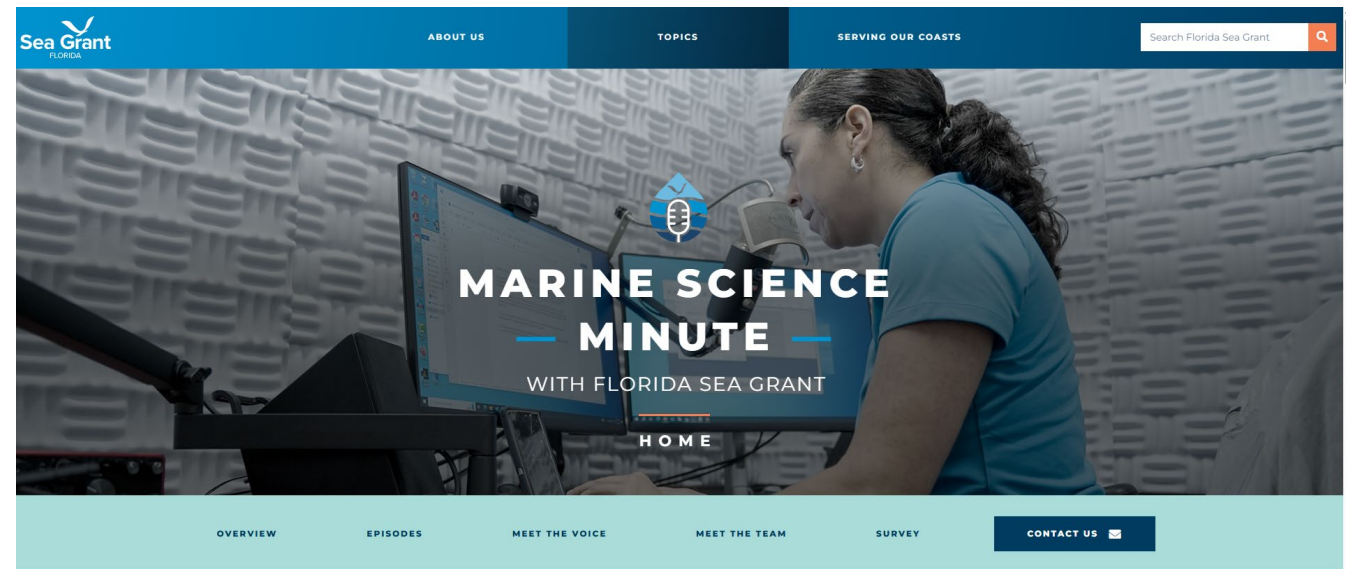 Sea Grant
FLORIDA
ABOUT US
TOPICS
SERVING OUR COASTS
Search Florida Sea Grant
MARINE SCIENCE
MINUTE
WITH FLORIDA SEA GRANT
HOME
OVERVIEW
EPISODES
MEET THE VOICE
MEET THE TEAM
SURVEY
CONTACT US